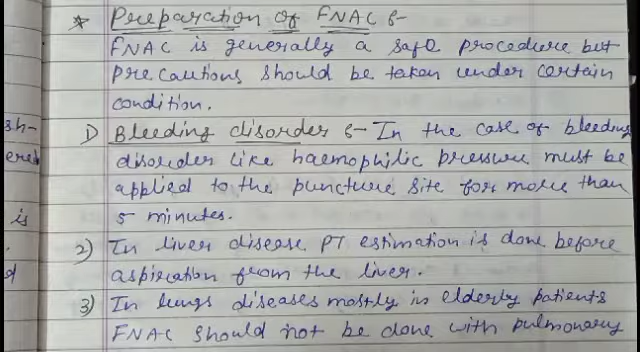 * Preparation of FNAC :-
FNAC is generally a safe procedure but
precautions should be taken under certain
condition.
1) Bleeding disorder :- In the case of bleeding
disorder like haemophilic pressure must be
applied to the puncture site for more than
5 minutes.
2) In liver disease PT estimation is done before
aspiration from the liver.
3) In lungs diseases mostly in elderly patients
FNAC should not be done with pulmonary
sh-
is